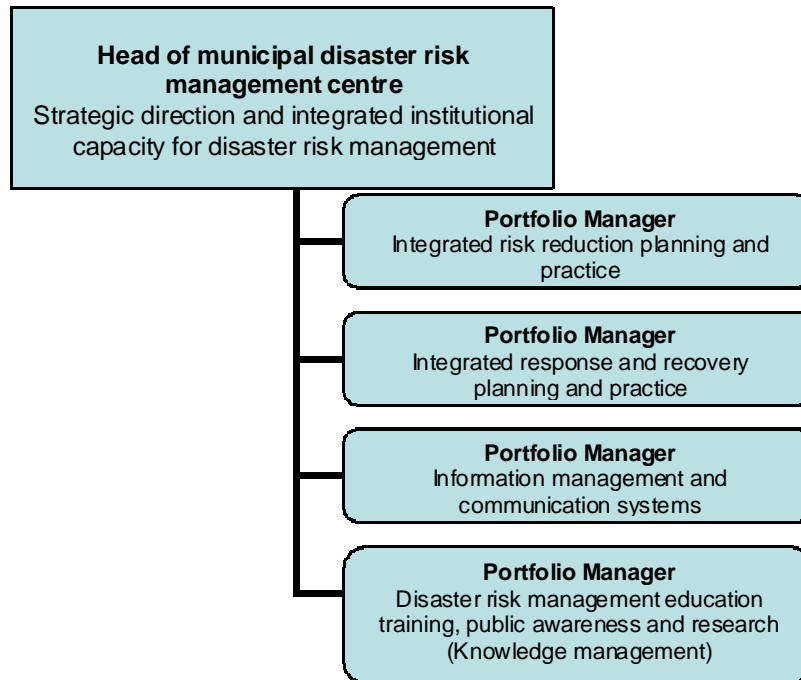 Head of municipal disaster risk
management centre
Strategic direction and integrated institutional
capacity for disaster risk management
Portfolio Manager
Integrated risk reduction planning and
practice
Portfolio Manager
Integrated response and recovery
planning and practice
Portfolio Manager
Information management and
communication systems
Portfolio Manager
Disaster risk management education
training, public awareness and research
(Knowledge management)